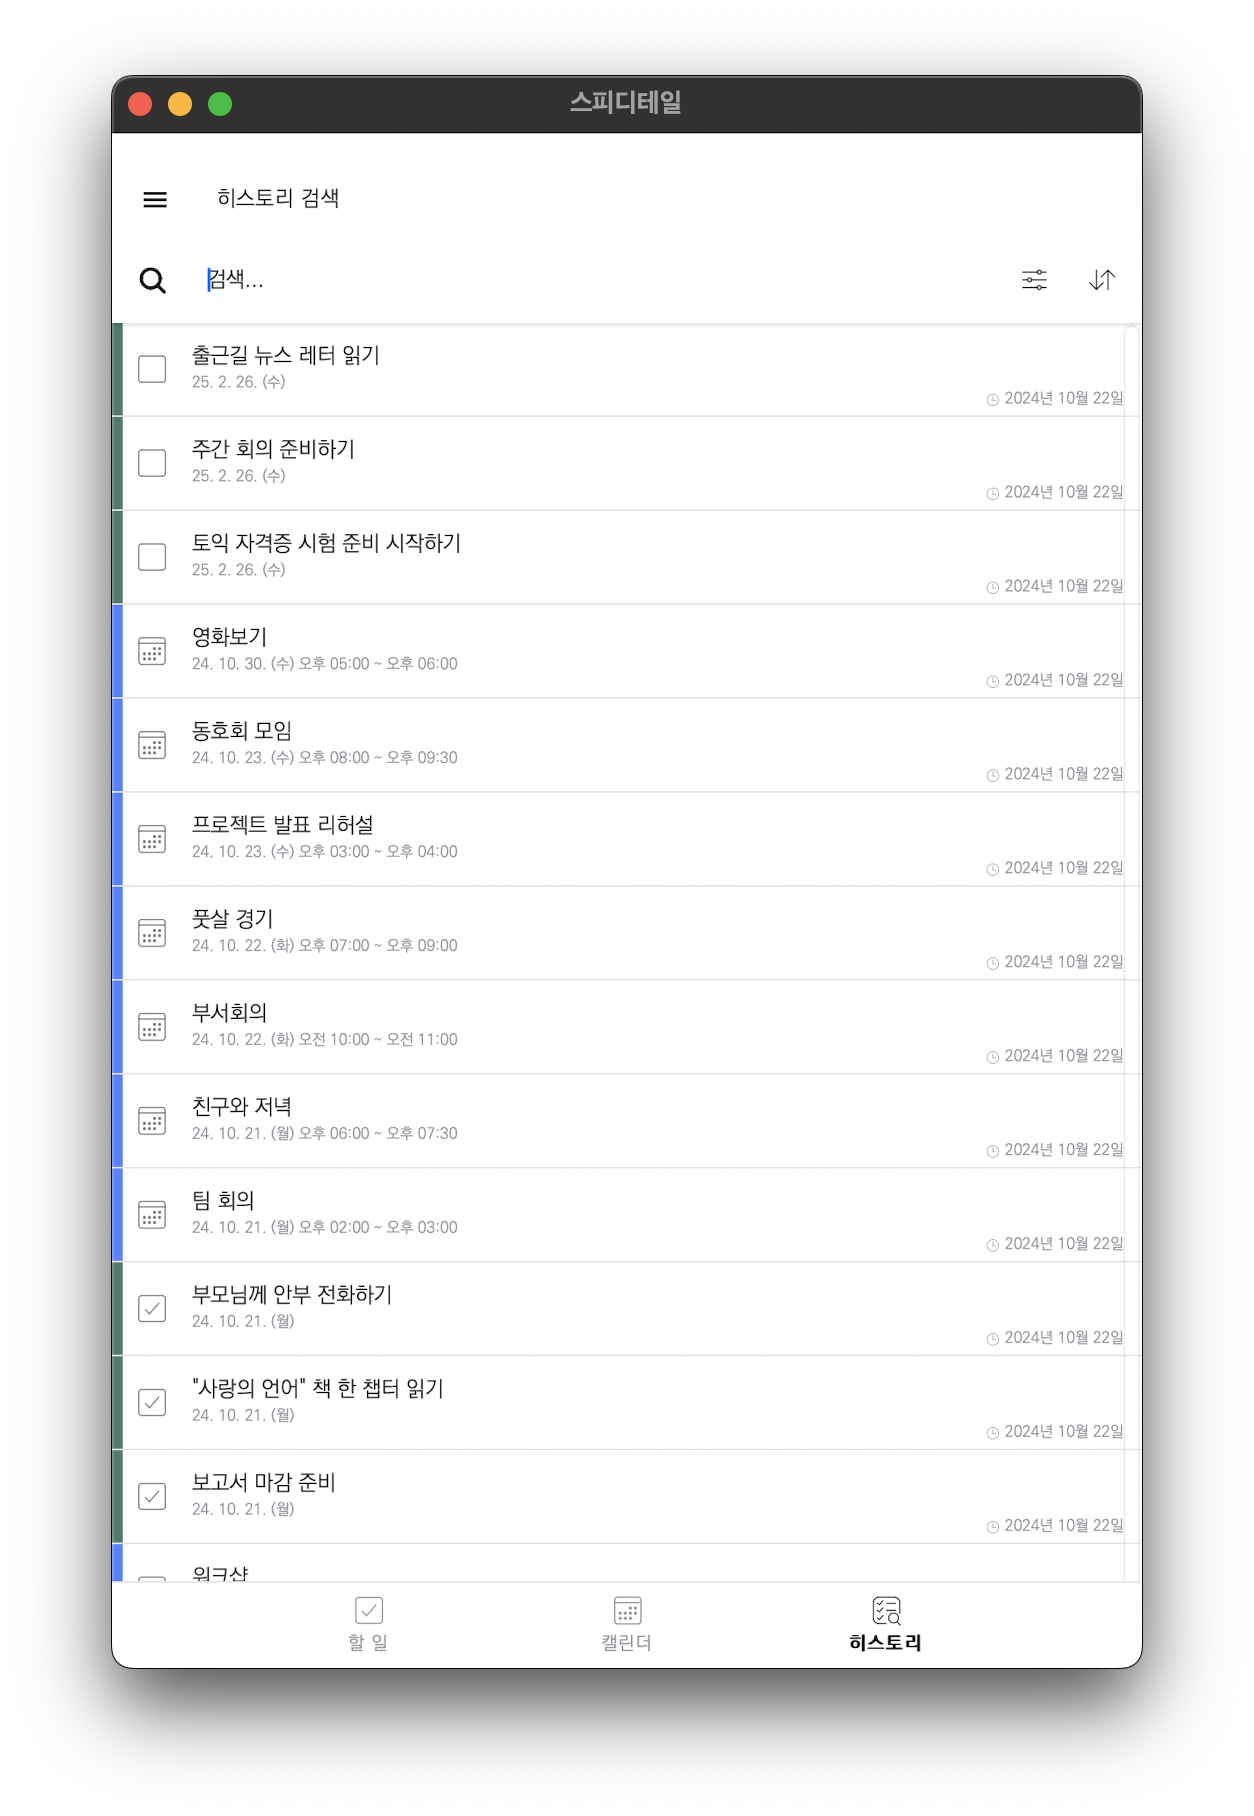 스피디테일
히스토리 검색
검색...
출근길 뉴스 레터 읽기
25. 2. 26. (수)
2024년 10월 22일
주간 회의 준비하기
25. 2. 26. (수)
2024년 10월 22일
토익 자격증 시험 준비 시작하기
25. 2. 26. (수)
2024년 10월 22일
영화보기
24. 10. 30. (수) 오후 05:00 ~ 오후 06:00
2024년 10월 22일
동호회 모임
24. 10. 23. (수) 오후 08:00 ~ 오후 09:30
2024년 10월 22일
프로젝트 발표 리허설
24. 10. 23. (수) 오후 03:00 ~ 오후 04:00
2024년 10월 22일
풋살 경기
24. 10. 22. (화) 오후 07:00 ~ 오후 09:00
2024년 10월 22일
부서회의
24. 10. 22. (화) 오전 10:00 ~ 오전 11:00
2024년 10월 22일
친구와 저녁
24. 10. 21. (월) 오후 06:00 ~ 오후 07:30
2024년 10월 22일
팀 회의
24. 10. 21. (월) 오후 02:00 ~ 오후 03:00
2024년 10월 22일
부모님께 안부 전화하기
24. 10. 21. (월)
2024년 10월 22일
"사랑의 언어" 책 한 챕터 읽기
24. 10. 21. (월)
2024년 10월 22일
보고서 마감 준비
24. 10. 21. (월)
2024년 10월 22일
워크샵
할 일
캘린더
히스토리